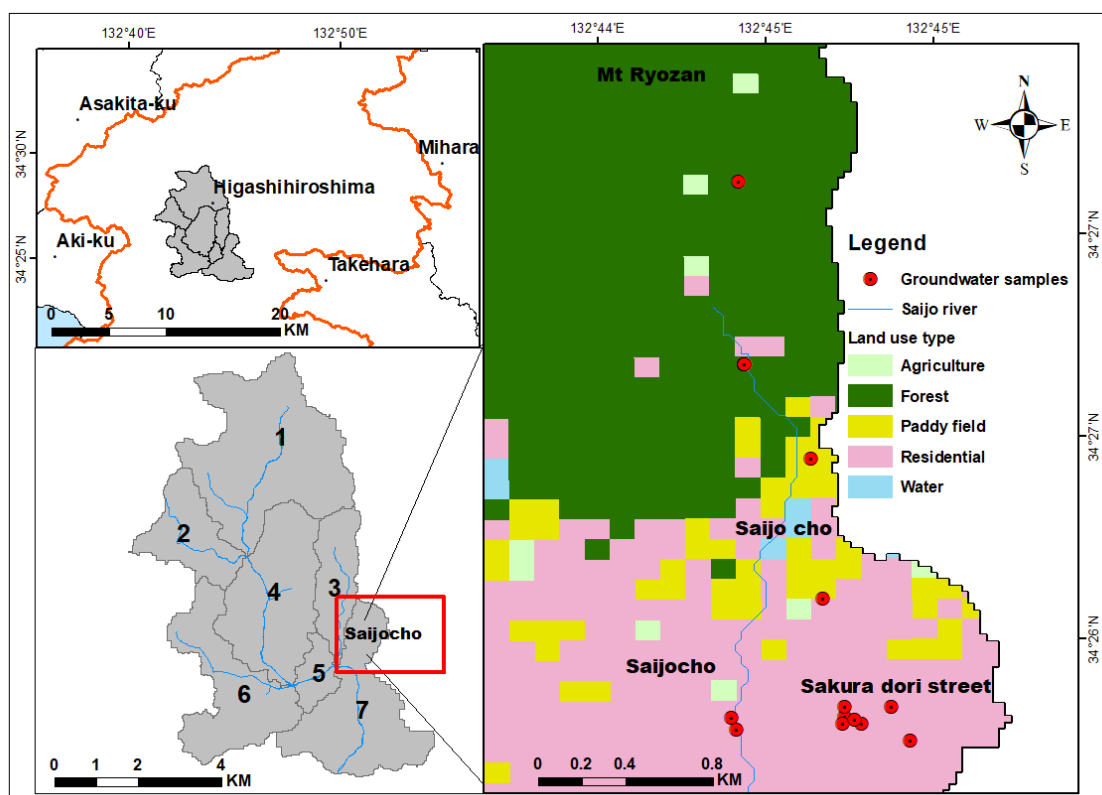 132°40'E
132°50'E
34°30'N
34°25'N
Asakita-ku
Mihara
Higashihiroshima
Aki-ku
Takehara
0 5 10 20
KM
1
2
3
4
Saijocho
5
6
7
0 1 2 4
KM
132°44'E
132°45'E
132°45'E
Mt Ryozan
N
W E
S
34°27'N
34°27'N
34°26'N
Legend
Groundwater samples
Saijo river
Land use type
Agriculture
Forest
Paddy field
Residential
Water
Saijo cho
Saijocho
Sakura dori street
0 0.2 0.4 0.8
KM